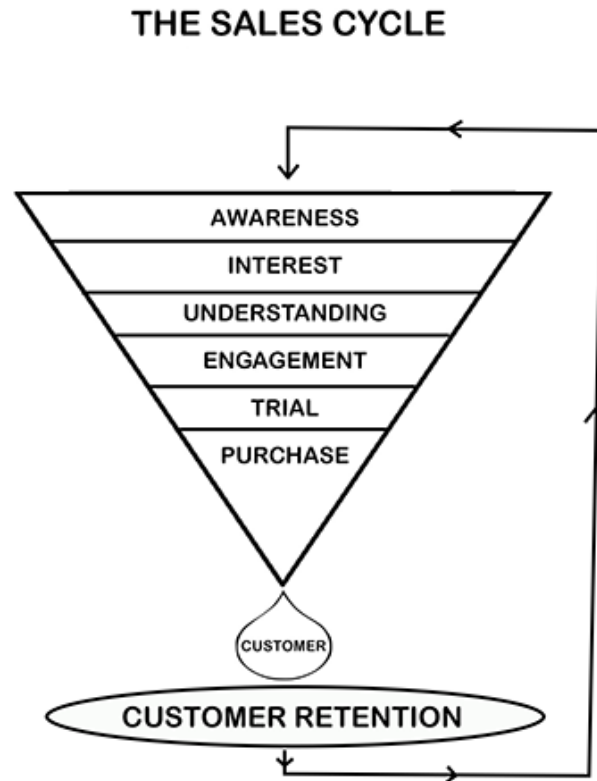 THE SALES CYCLE
AWARENESS
INTEREST
UNDERSTANDING
ENGAGEMENT
TRIAL
PURCHASE
CUSTOMER
CUSTOMER RETENTION